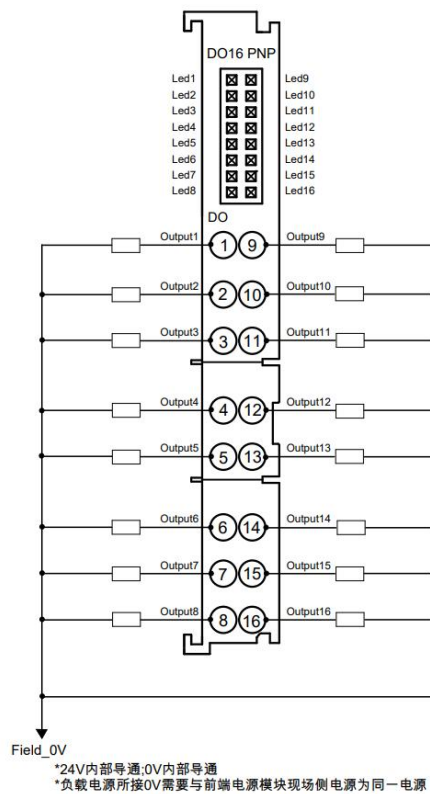 DO16 PNP
Led1 Led9
Led2 Led10
Led3 Led11
Led4 Led12
Led5 Led13
Led6 Led14
Led7 Led15
Led8 Led16
DO
Output1 1 9 Output9
Output2 2 10 Output10
Output3 3 11 Output11
Output4 4 12 Output12
Output5 5 13 Output13
Output6 6 14 Output14
Output7 7 15 Output15
Output8 8 16 Output16
Field_0V
*24V内部导通;0V内部导通
*负载电源所接0V需要与前端电源模块现场侧电源为同一电源